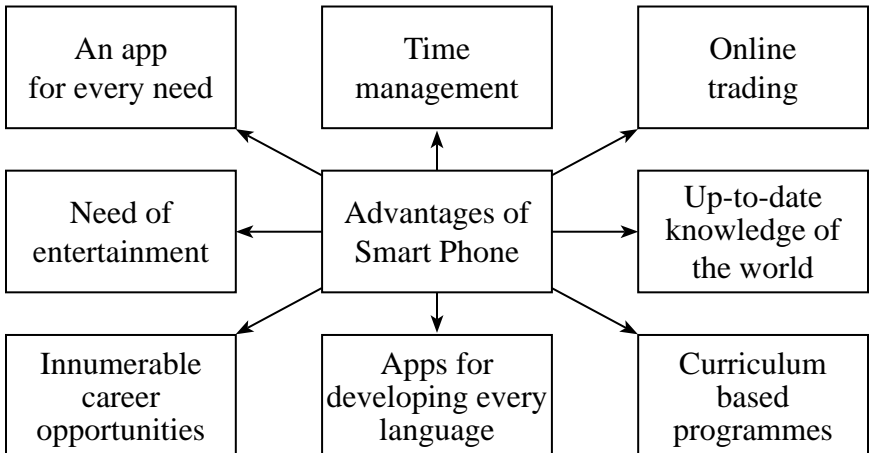 An app
for every need
Time
management
Online
trading
Need of
entertainment
Advantages of
Smart Phone
Up-to-date
knowledge of
the world
Innumerable
career
opportunities
Apps for
developing every
language
Curriculum
based
programmes